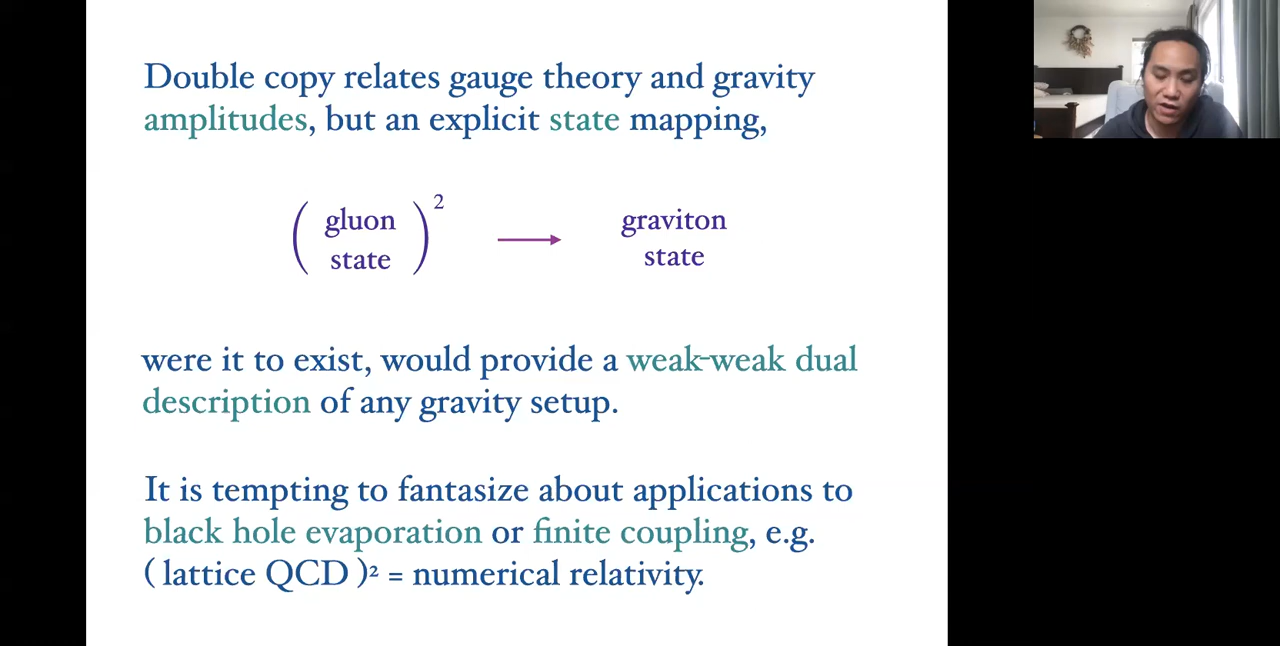 Double copy relates gauge theory and gravity
amplitudes, but an explicit state mapping,
( gluon state )² → graviton state
were it to exist, would provide a weak-weak dual
description of any gravity setup.
It is tempting to fantasize about applications to
black hole evaporation or finite coupling, e.g.
( lattice QCD )² = numerical relativity.